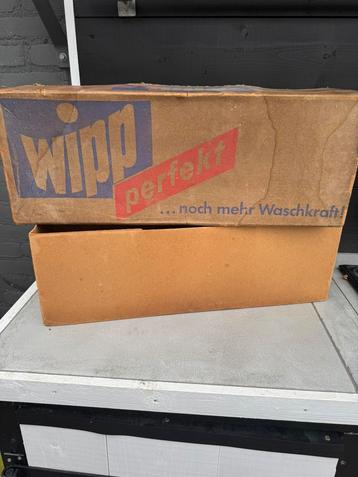 wipp
perfekt
...noch mehr Waschkraft!